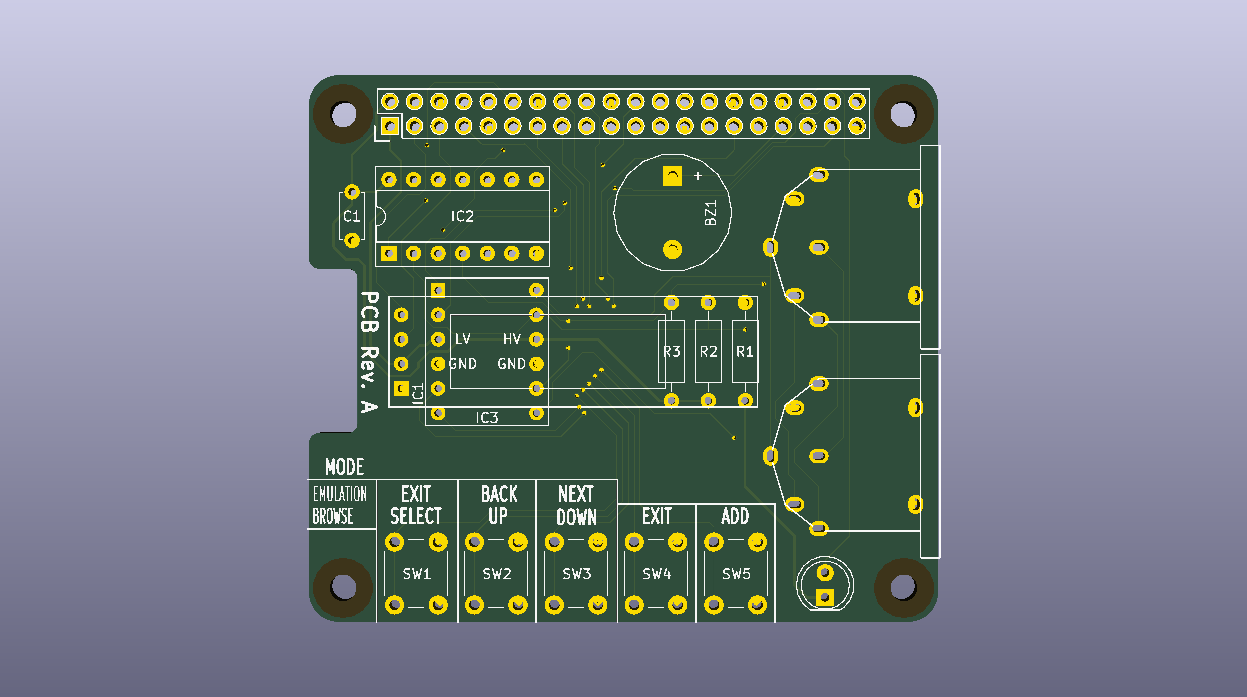 +
C1
IC2
BZ1
PCB Rev. A
LV HV
GND GND
IC1
IC3
R3 R2 R1
MODE
EMULATION
BROWSE
EXIT
SELECT
BACK
UP
NEXT
DOWN
EXIT
ADD
SW1 SW2 SW3 SW4 SW5